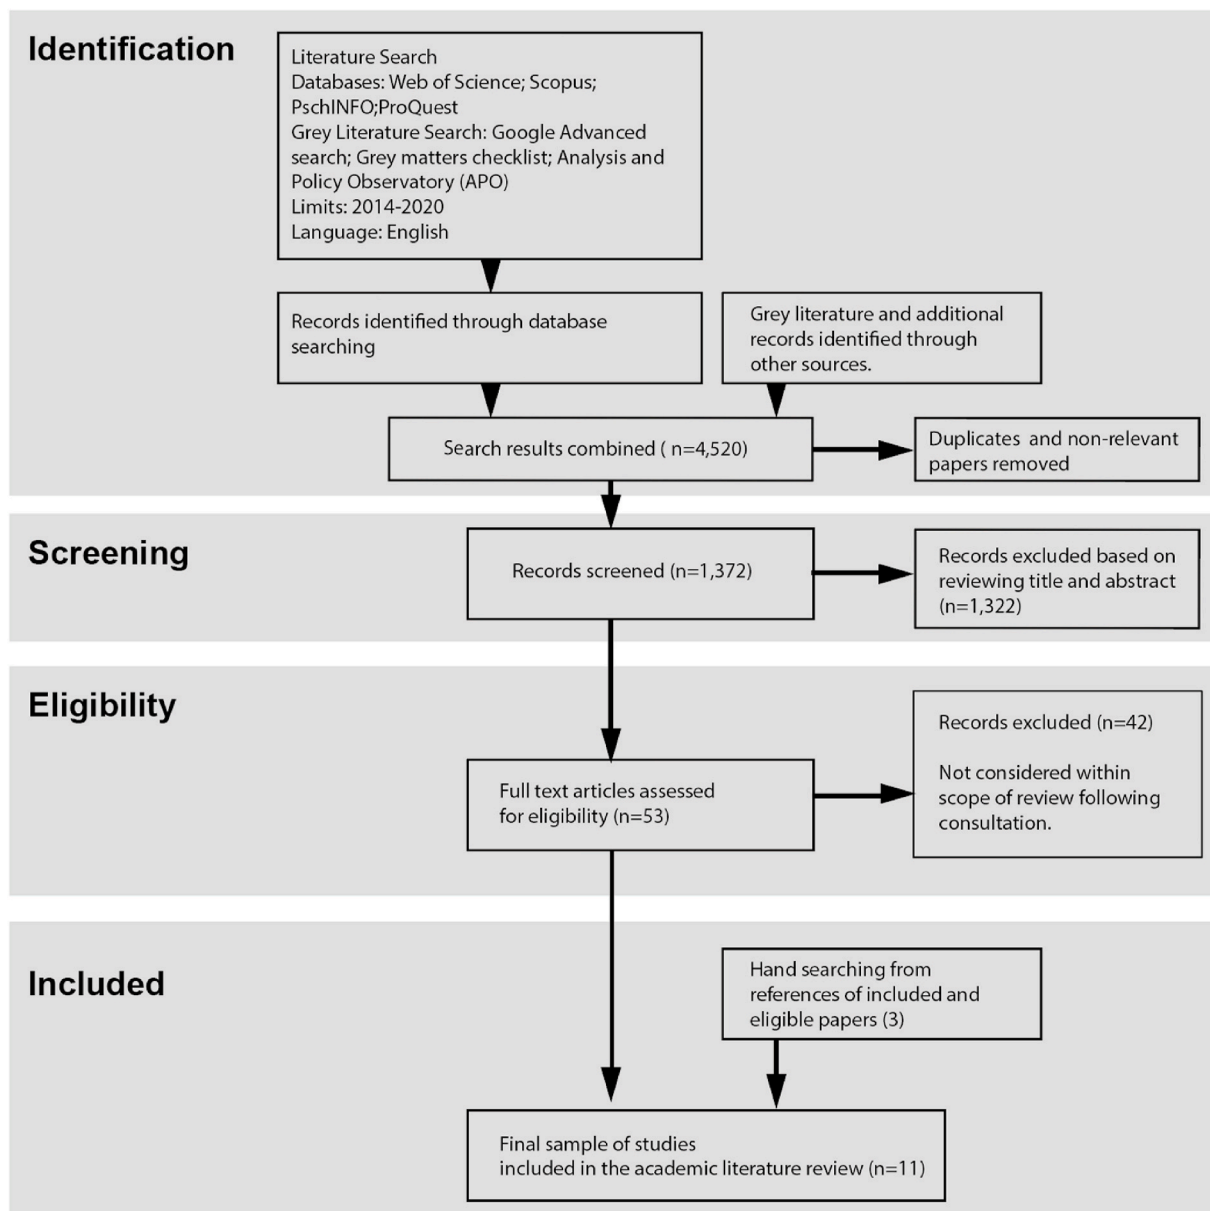 Identification
Literature Search
Databases: Web of Science; Scopus;
PschINFO;ProQuest
Grey Literature Search: Google Advanced
search; Grey matters checklist; Analysis and
Policy Observatory (APO)
Limits: 2014-2020
Language: English
Records identified through database
searching
Grey literature and additional
records identified through
other sources.
Search results combined ( n=4,520)
Duplicates and non-relevant
papers removed
Screening
Records screened (n=1,372)
Records excluded based on
reviewing title and abstract
(n=1,322)
Eligibility
Full text articles assessed
for eligibility (n=53)
Records excluded (n=42)
Not considered within
scope of review following
consultation.
Included
Hand searching from
references of included and
eligible papers (3)
Final sample of studies
included in the academic literature review (n=11)